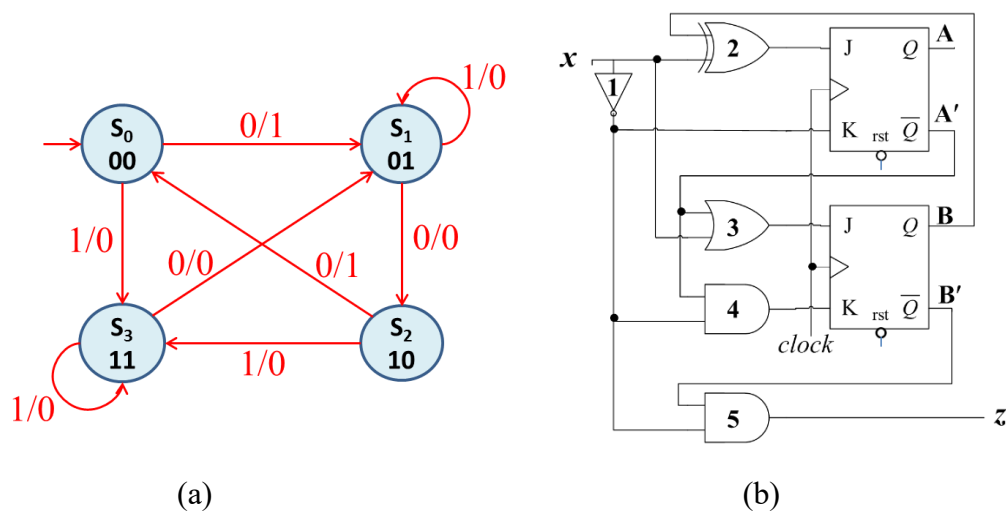 S0
00
0/1
S1
01
1/0
1/0
0/0
0/1
0/0
S3
11
1/0
S2
10
1/0
(a)
x
1
2
J
Q
A
K
rst
Q
A′
3
J
Q
B
4
K
rst
Q
B′
clock
5
z
(b)